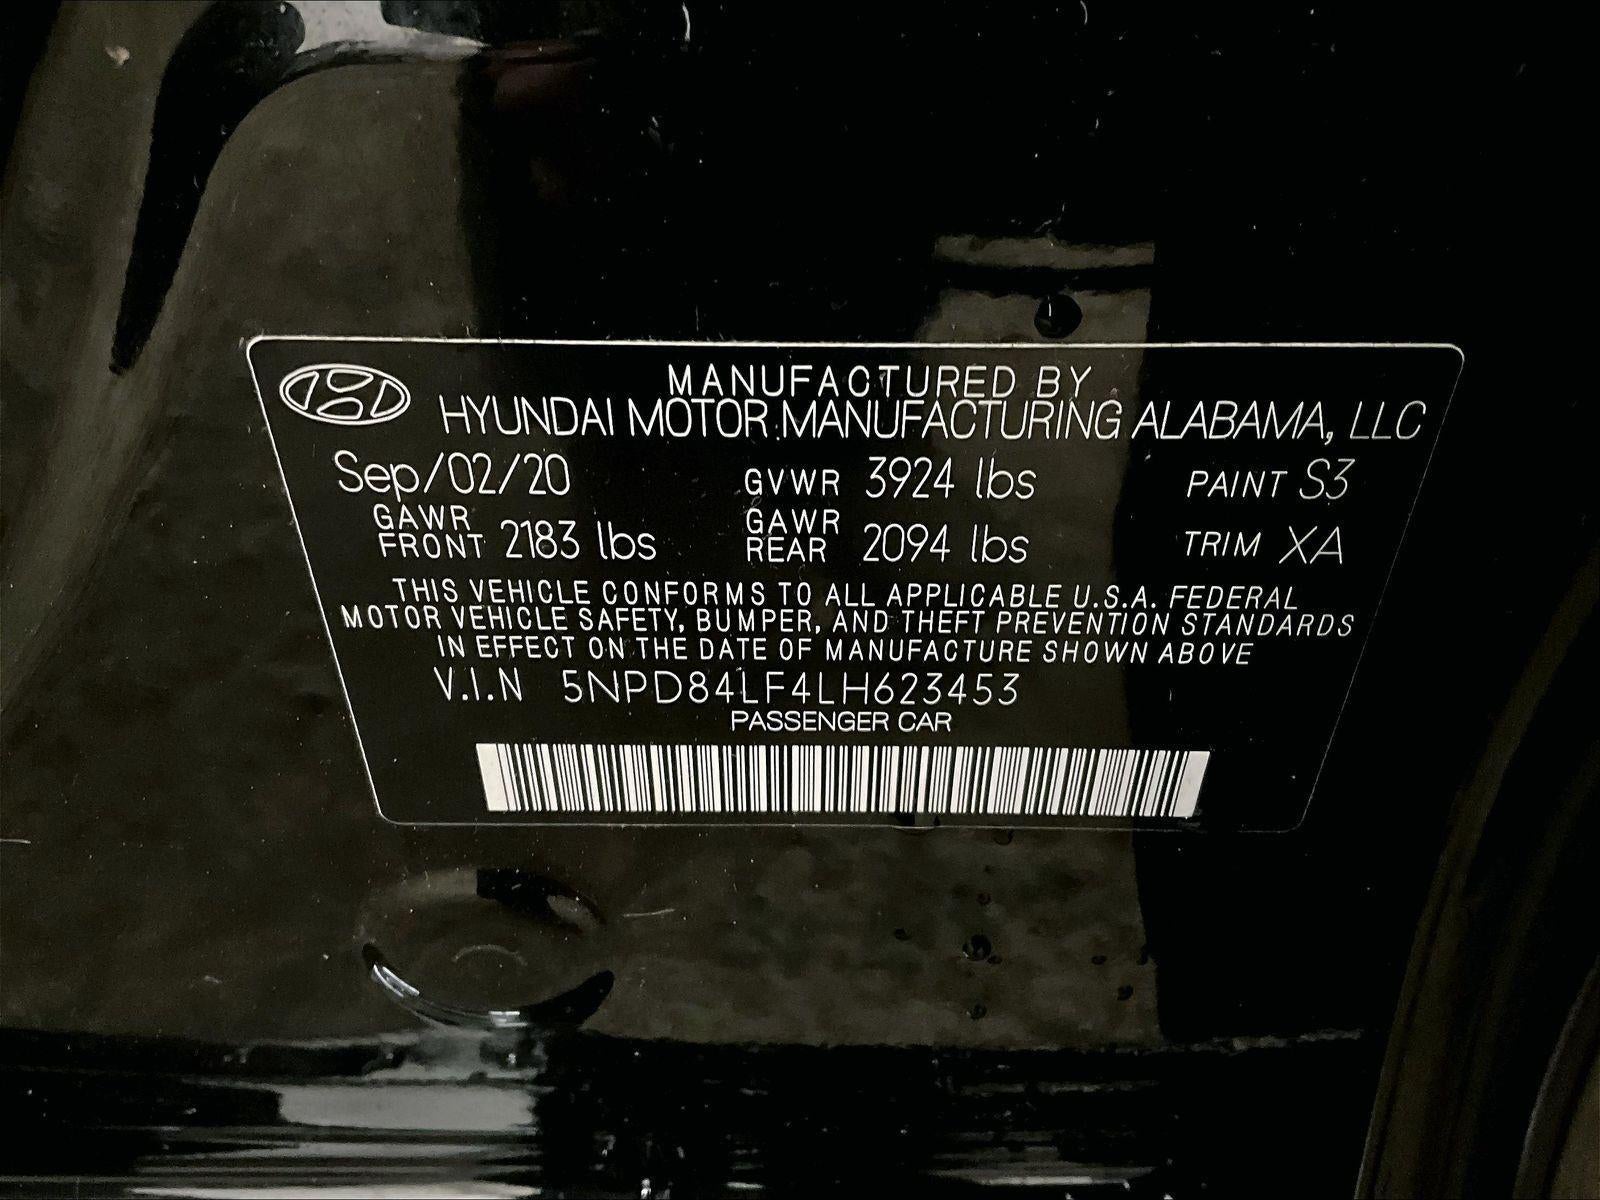 MANUFACTURED BY
HYUNDAI MOTOR MANUFACTURING ALABAMA, LLC
Sep/02/20 GVWR 3924 lbs PAINT S3
GAWR FRONT 2183 lbs GAWR REAR 2094 lbs TRIM XA
THIS VEHICLE CONFORMS TO ALL APPLICABLE U.S.A. FEDERAL
MOTOR VEHICLE SAFETY, BUMPER, AND THEFT PREVENTION STANDARDS
IN EFFECT ON THE DATE OF MANUFACTURE SHOWN ABOVE
V.I.N 5NPD84LF4LH623453
PASSENGER CAR